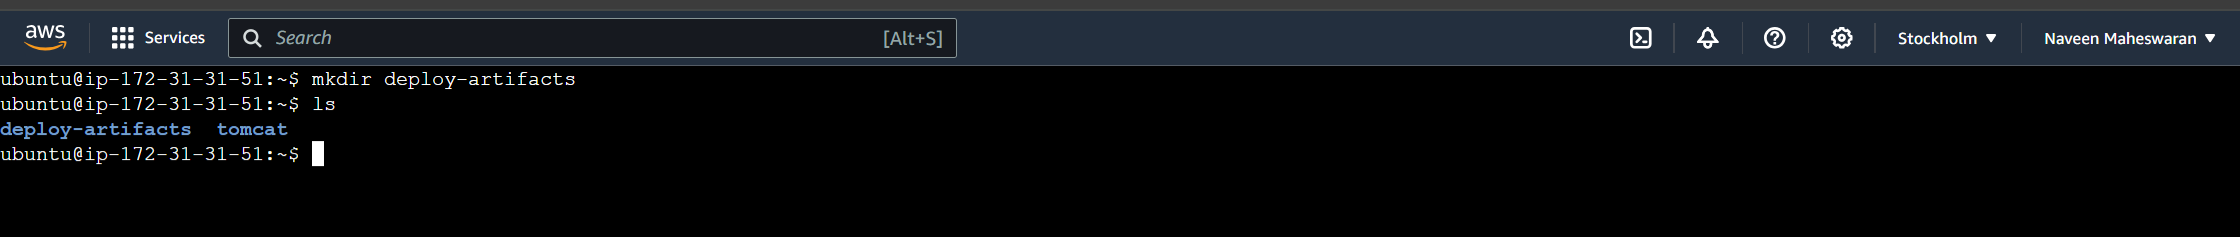 aws Services Search [Alt+S] Stockholm ▼ Naveen Maheswaran ▼
ubuntu@ip-172-31-31-51:~$ mkdir deploy-artifacts
ubuntu@ip-172-31-31-51:~$ ls
deploy-artifacts  tomcat
ubuntu@ip-172-31-31-51:~$